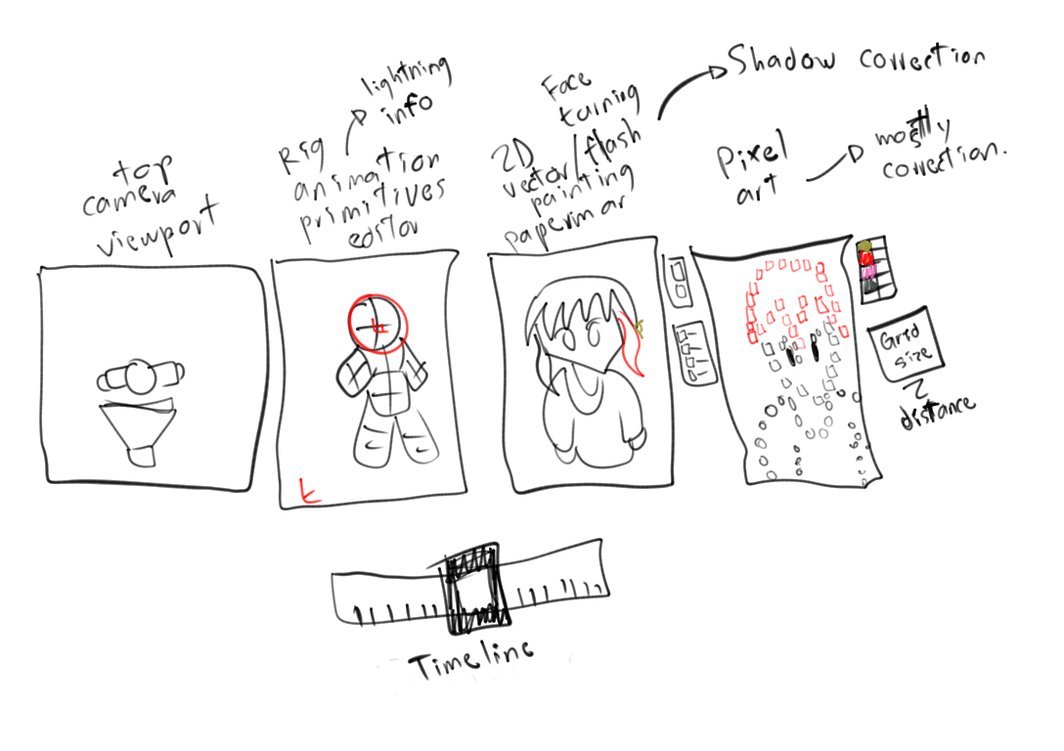 top
camera
viewport
lightning
info
Rig
animation
primitives
editor
Face
turning
2D
vector/flash
painting
papermar
Shadow correction
Pixel
art
mostly
correction.
Grid
size
Z
distance
Timeline